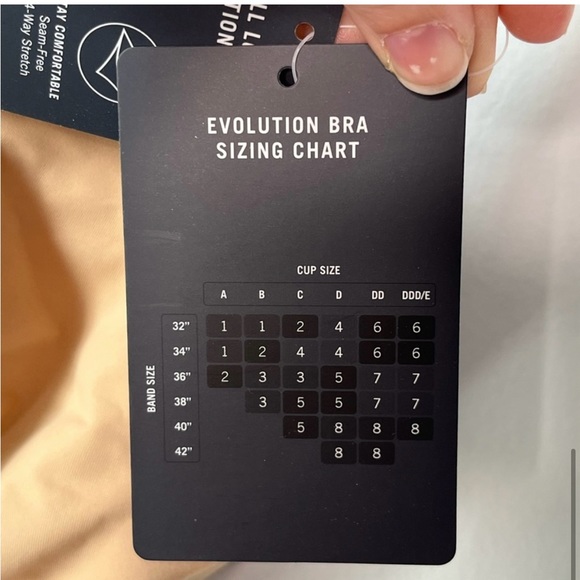 STAY COMFORTABLE
Seam-Free
4-Way Stretch
EVOLUTION BRA
SIZING CHART
CUP SIZE
A B C D DD DDD/E
BAND SIZE
32” 1 1 2 4 6 6
34” 1 2 4 4 6 6
36” 2 3 3 5 7 7
38” 3 5 5 7 7
40” 5 8 8 8
42” 8 8